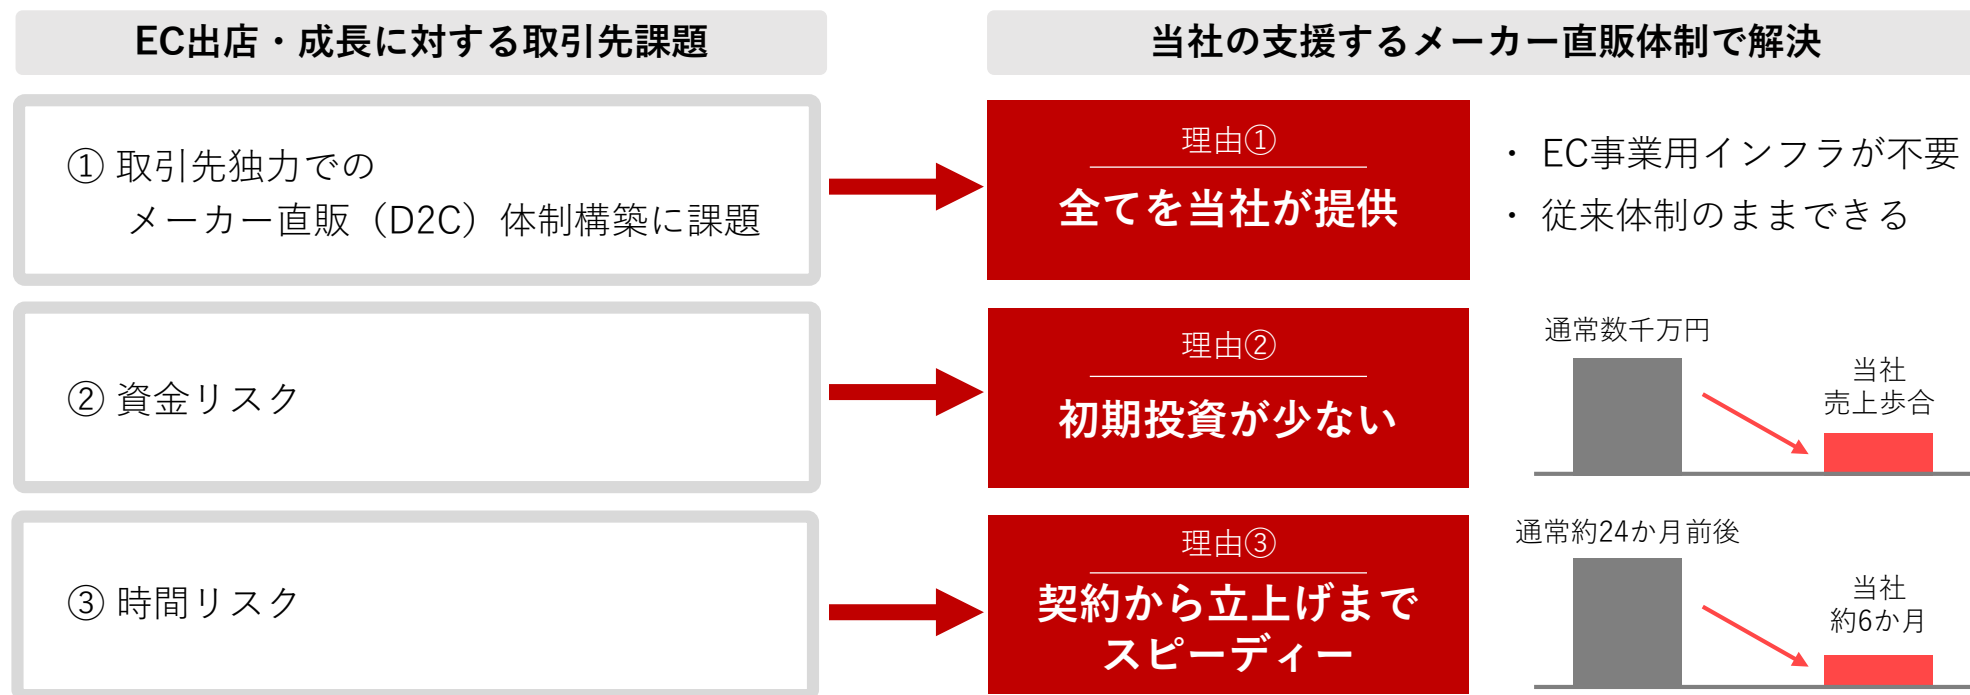 EC出店・成長に対する取引先課題
当社の支援するメーカー直販体制で解決
① 取引先独力での
メーカー直販（D2C）体制構築に課題
理由①
全てを当社が提供
・ EC事業用インフラが不要
・ 従来体制のままできる
② 資金リスク
理由②
初期投資が少ない
通常数千万円
当社
売上歩合
③ 時間リスク
理由③
契約から立上げまで
スピーディー
通常約24か月前後
当社
約6か月